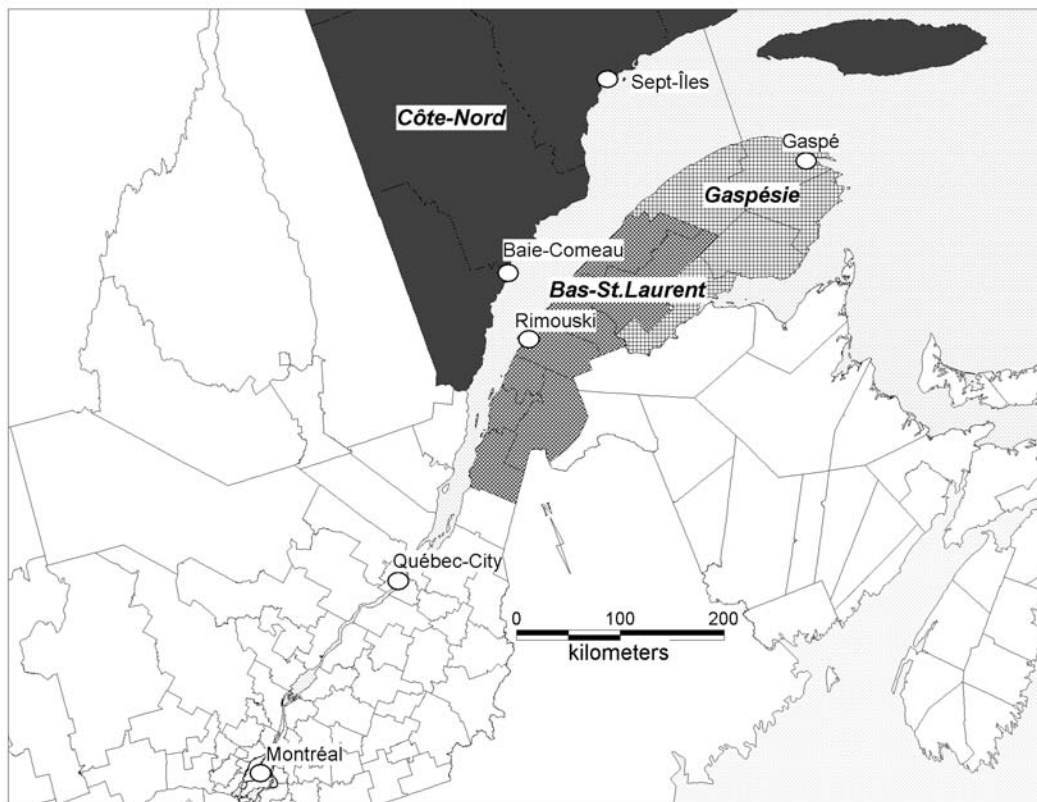 Sept-Îles
Côte-Nord
Gaspé
Gaspésie
Baie-Comeau
Bas-St.Laurent
Rimouski
N
Québec-City
0 100 200
kilometers
Montréal